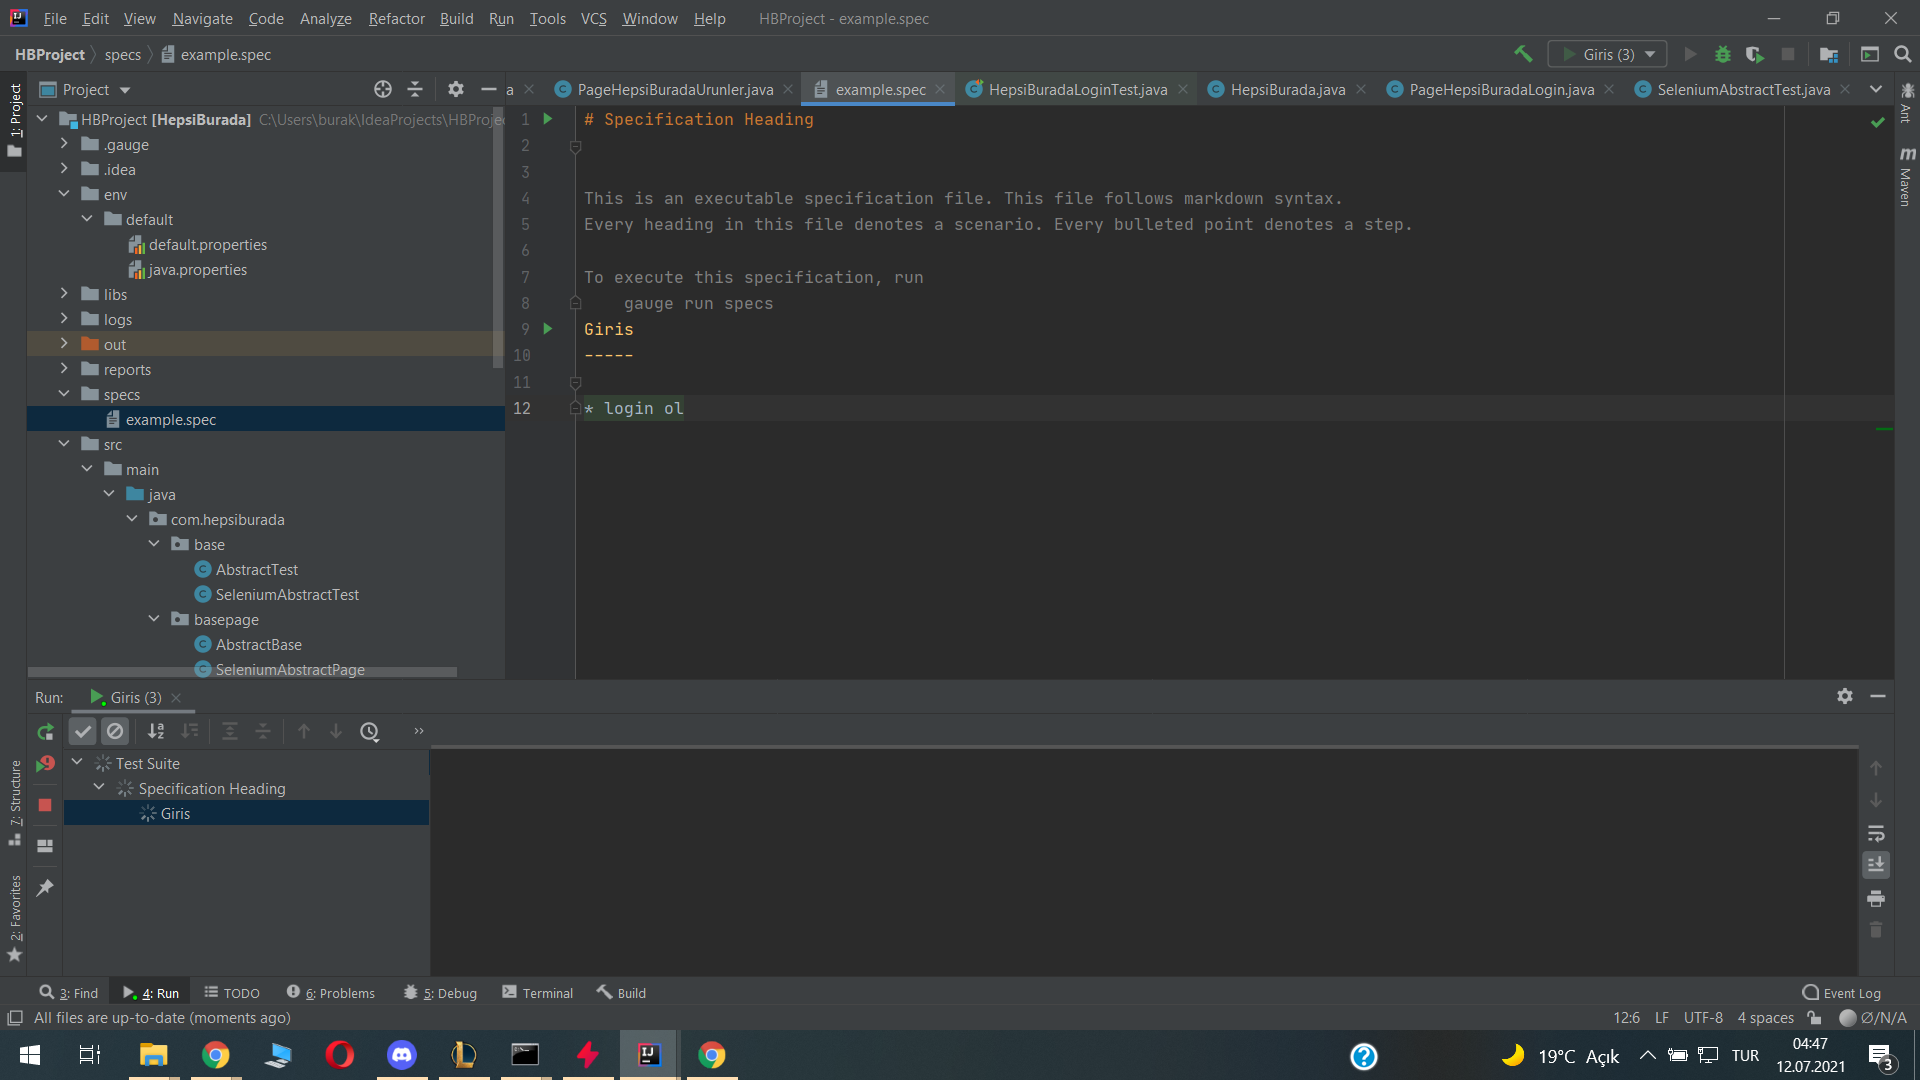 File Edit View Navigate Code Analyze Refactor Build Run Tools VCS Window Help HBProject - example.spec
HBProject specs example.spec Giris (3)
Project a PageHepsiBuradaUrunler.java example.spec HepsiBuradaLoginTest.java HepsiBurada.java PageHepsiBuradaLogin.java SeleniumAbstractTest.java
1: Project
Ant
Maven
HBProject [HepsiBurada] C:\Users\burak\IdeaProjects\HBProjec
.gauge
.idea
env
default
default.properties
java.properties
libs
logs
out
reports
specs
example.spec
src
main
java
com.hepsiburada
base
AbstractTest
SeleniumAbstractTest
basepage
AbstractBase
SeleniumAbstractPage
1 # Specification Heading
2
3
4 This is an executable specification file. This file follows markdown syntax.
5 Every heading in this file denotes a scenario. Every bulleted point denotes a step.
6
7 To execute this specification, run
8 gauge run specs
9 Giris
10 -----
11
12 * login ol
Run: Giris (3)
Test Suite
Specification Heading
Giris
7: Structure
2: Favorites
3: Find 4: Run TODO 6: Problems 5: Debug Terminal Build Event Log
All files are up-to-date (moments ago) 12:6 LF UTF-8 4 spaces Ø/N/A
19°C Açık TUR 04:47
12.07.2021 3